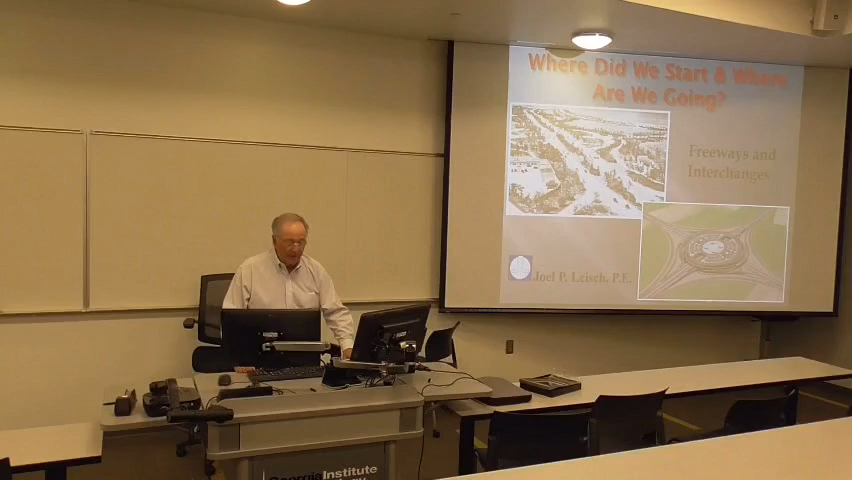 Where Did We Start & Where
Are We Going?
Freeways and
Interchanges
Joel P. Leisch, P.E.
Georgia Institute